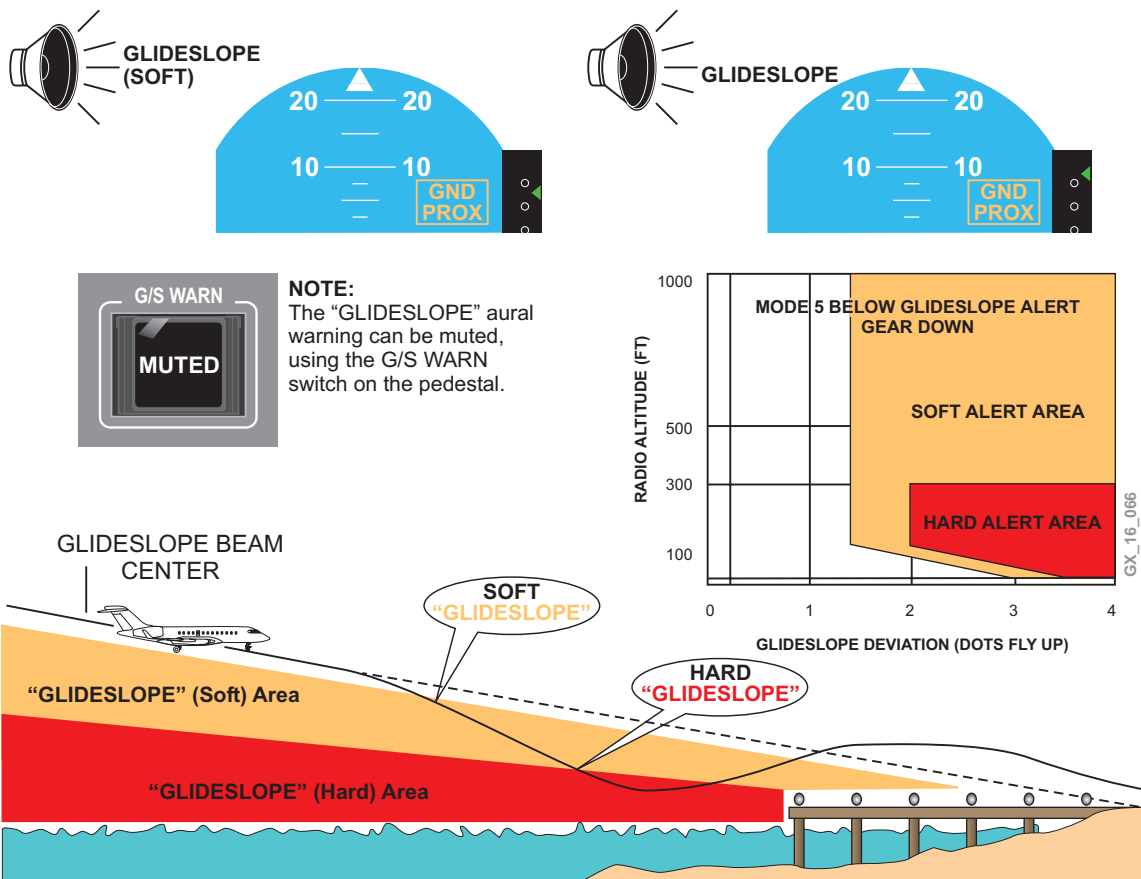 GLIDESLOPE
(SOFT)
20 20
10 10
GND
PROX
GLIDESLOPE
20 20
10 10
GND
PROX
G/S WARN
MUTED
NOTE:
The “GLIDESLOPE” aural
warning can be muted,
using the G/S WARN
switch on the pedestal.
MODE 5 BELOW GLIDESLOPE ALERT
GEAR DOWN
SOFT ALERT AREA
HARD ALERT AREA
RADIO ALTITUDE (FT)
1000
500
300
100
0 1 2 3 4
GLIDESLOPE DEVIATION (DOTS FLY UP)
GX_16_066
GLIDESLOPE BEAM
CENTER
SOFT
“GLIDESLOPE”
HARD
“GLIDESLOPE”
“GLIDESLOPE” (Soft) Area
“GLIDESLOPE” (Hard) Area